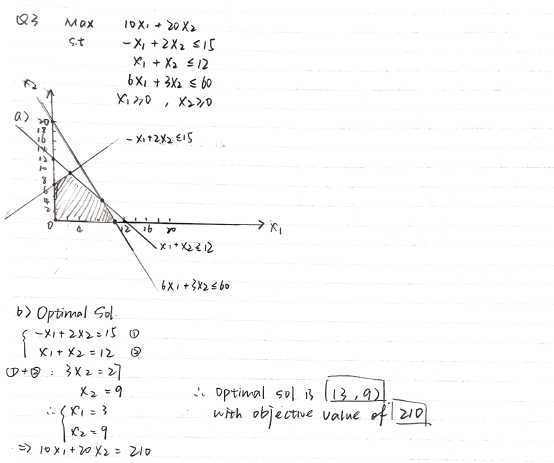 Q3 Max 10x1 + 20x2
s.t -x1 + 2x2 ≤ 15
x1 + x2 ≤ 12
6x1 + 3x2 ≤ 60
x1 ≥ 0 , x2 ≥ 0
x2
a)
20
18
16
14
12
10
8
6
4
2
0 4 12 16 20
x1
-x1+2x2 ≤ 15
x1 + x2 ≤ 12
6x1 + 3x2 ≤ 60
b) Optimal Sol.
{ -x1 + 2x2 = 15 ①
x1 + x2 = 12 ②
①+② : 3x2 = 27
x2 = 9
∴ { x1 = 3
x2 = 9
⇒ 10x1 + 20x2 = 210
∴ Optimal sol is (3, 9)
with objective value of 210